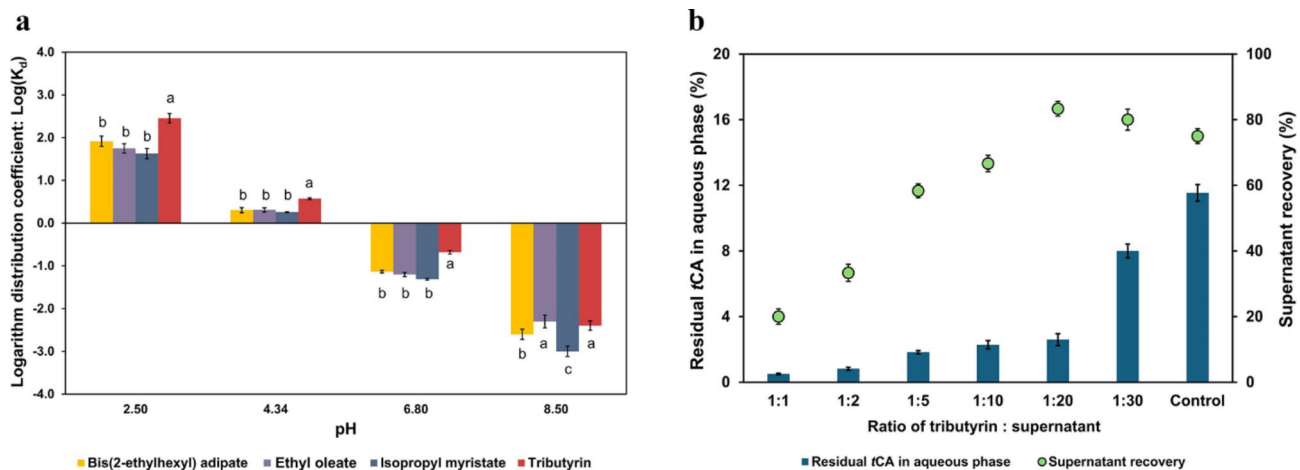 a
Logarithm distribution coefficient: Log(Kd)
4.0
3.0
2.0
1.0
0.0
-1.0
-2.0
-3.0
-4.0
b b b a
b b b a
b b b a
b a c a
2.50 4.34 6.80 8.50
pH
Bis(2-ethylhexyl) adipate Ethyl oleate Isopropyl myristate Tributyrin
b
Residual tCA in aqueous phase (%)
20
16
12
8
4
0
100
80
60
40
20
0
Supernatant recovery (%)
1:1 1:2 1:5 1:10 1:20 1:30 Control
Ratio of tributyrin : supernatant
Residual tCA in aqueous phase Supernatant recovery